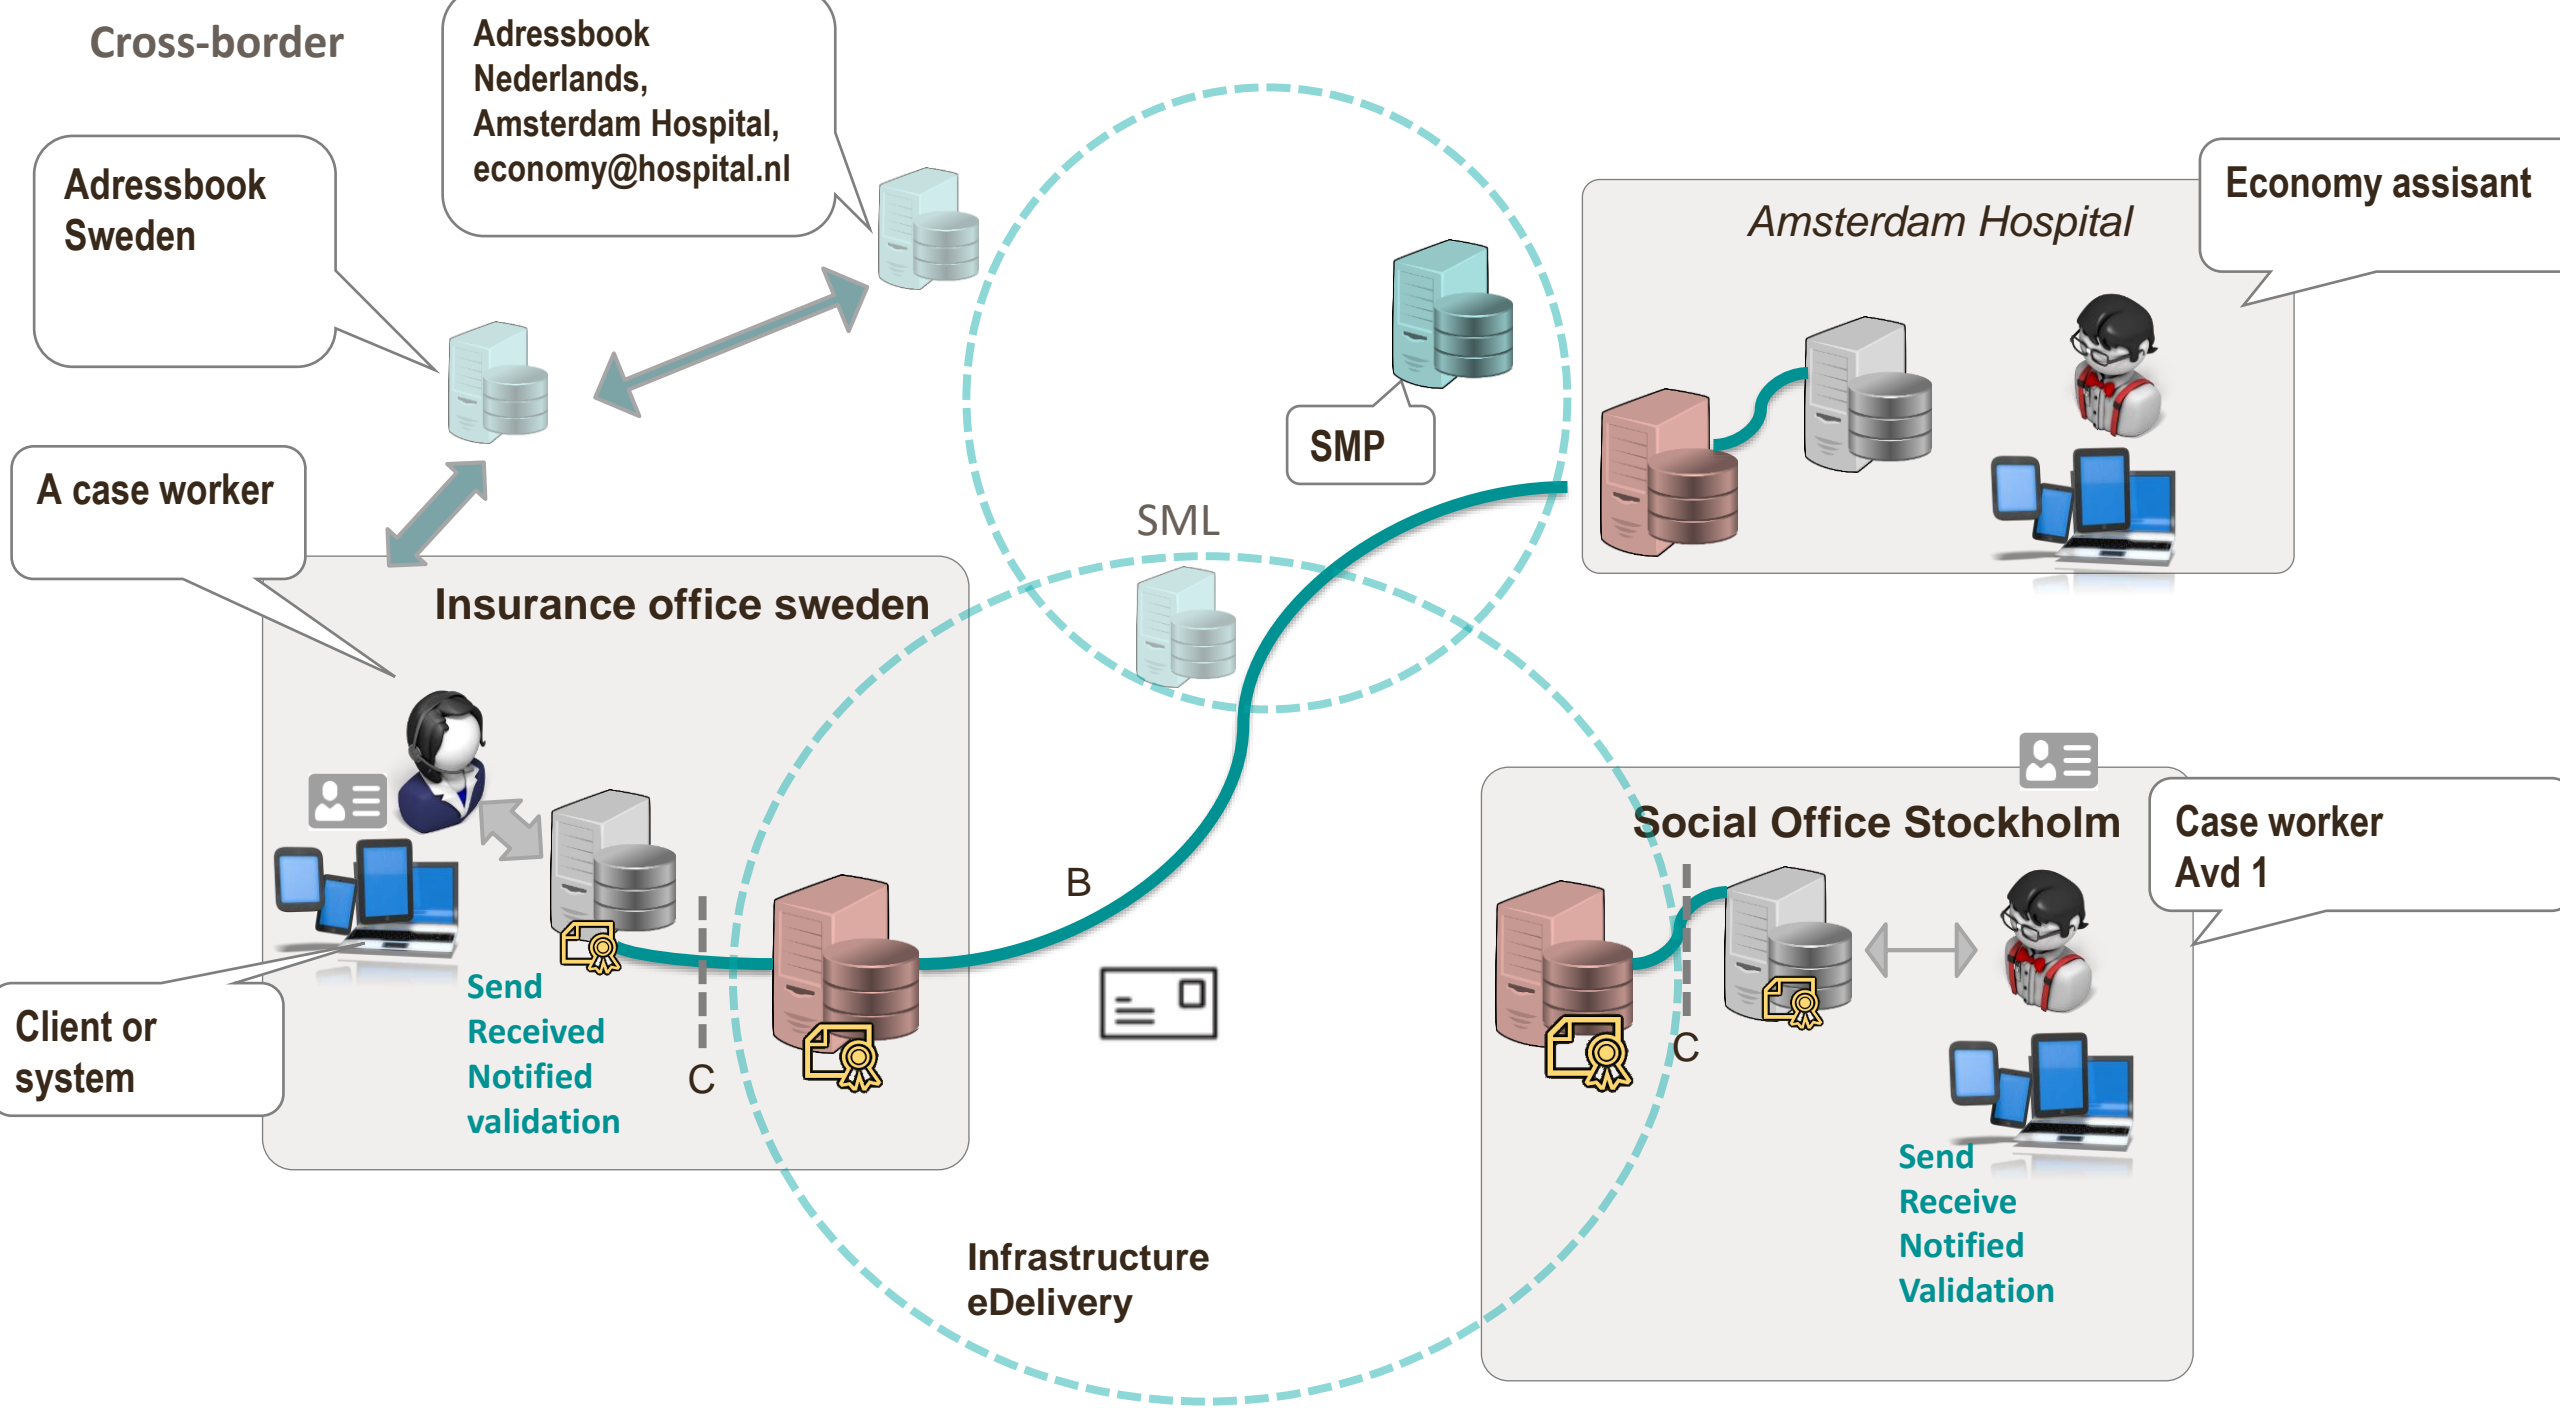 Cross-border
Adressbook
Nederlands,
Amsterdam Hospital,
economy@hospital.nl
Adressbook
Sweden
Economy assisant
Amsterdam Hospital
SMP
A case worker
SML
Insurance office sweden
Social Office Stockholm
Case worker
Avd 1
B
Send
Received
Notified
validation
C
C
Client or
system
Send
Receive
Notified
Validation
Infrastructure
eDelivery